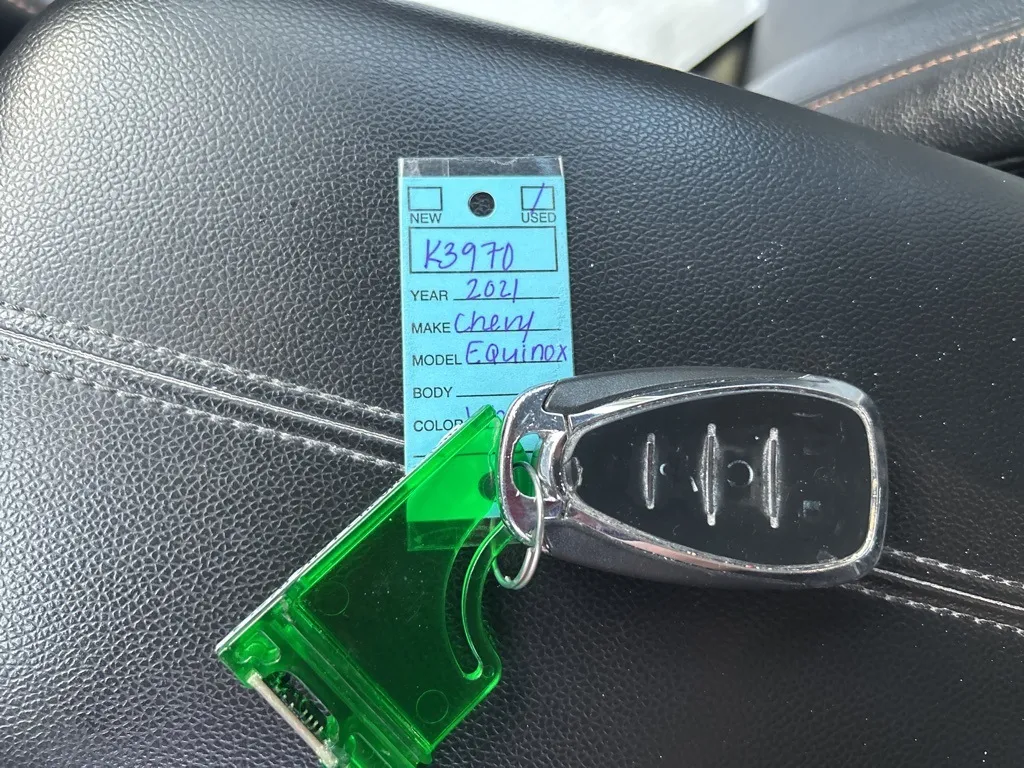 NEW USED
K3970
YEAR 2021
MAKE Chevy
MODEL Equinox
BODY
COLOR